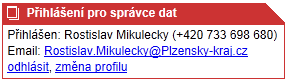 Přihlášení pro správce dat
Přihlášen: Rostislav Mikulecky (+420 733 698 680)
Email: Rostislav.Mikulecky@Plzensky-kraj.cz
odhlásit, změna profilu